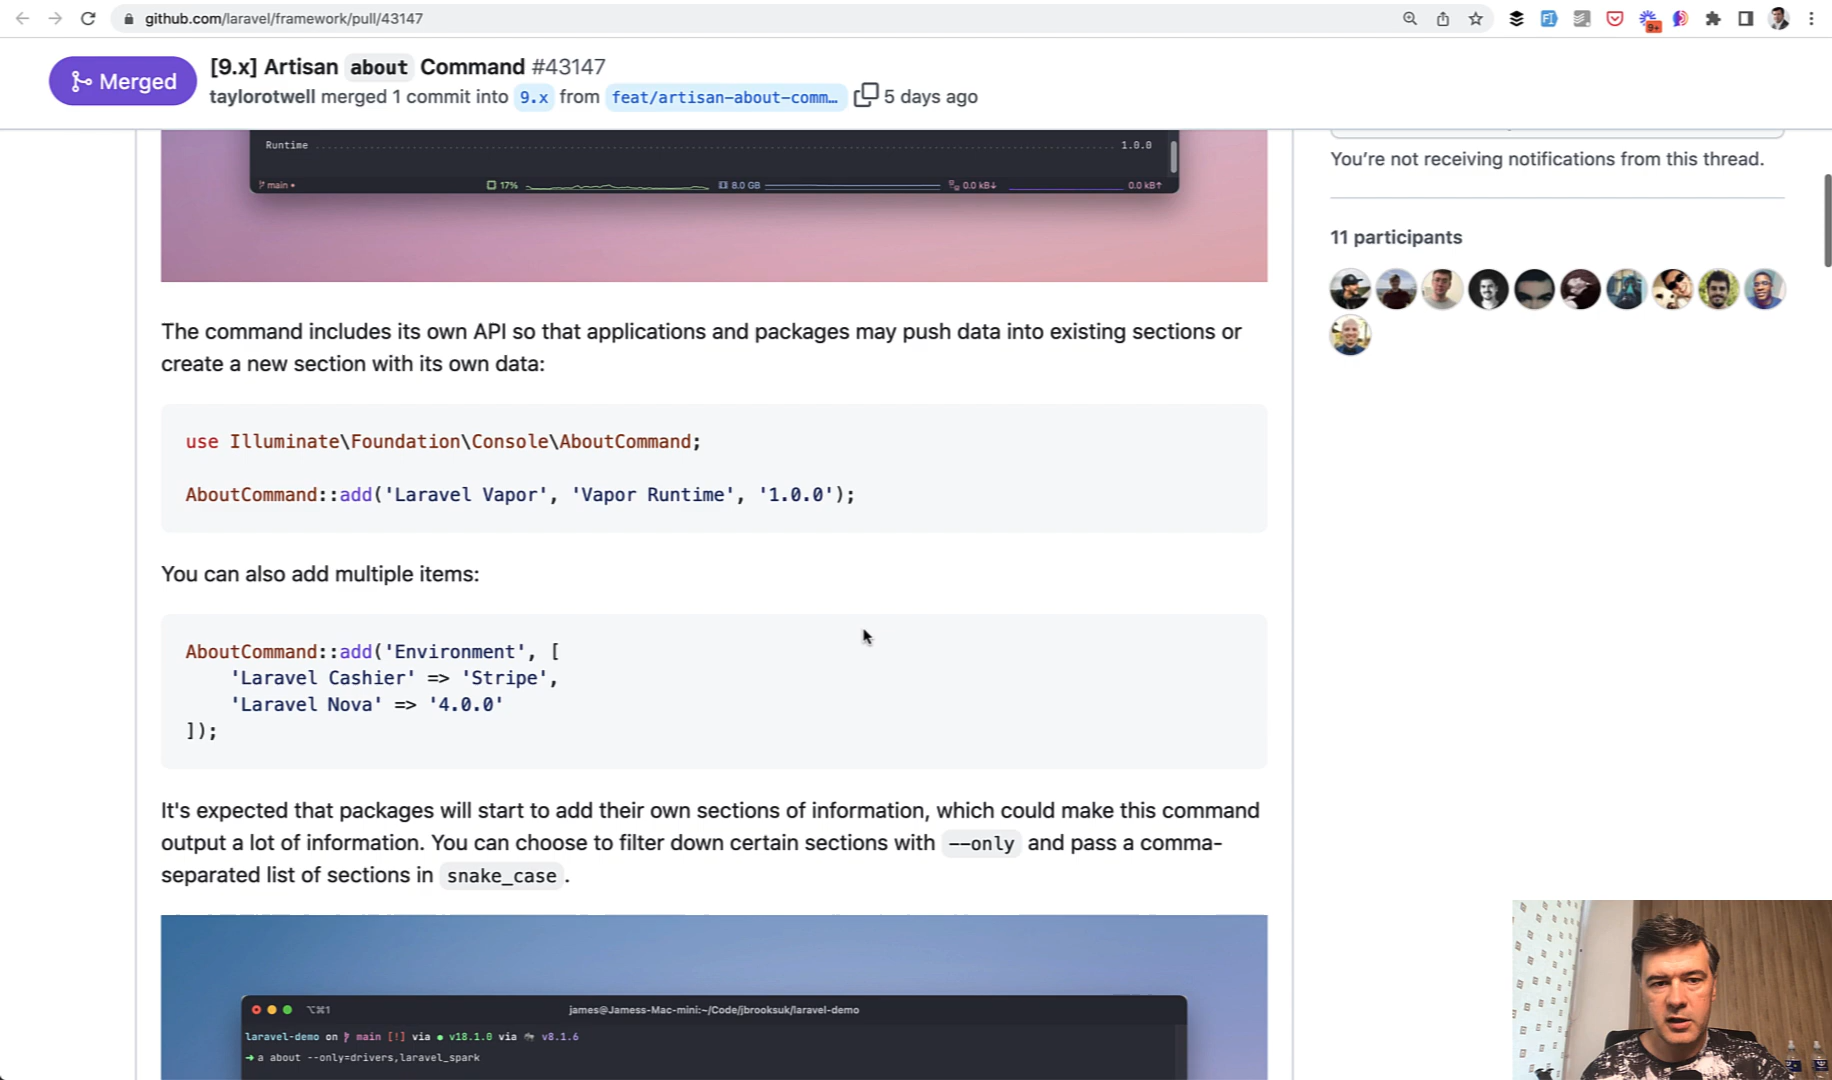 github.com/laravel/framework/pull/43147
9+
Merged
[9.x] Artisan about Command #43147
taylorotwell merged 1 commit into 9.x from feat/artisan-about-comm… 5 days ago
Runtime 1.0.0
main •
17%
8.0 GB
0.0 kB↓
0.0 kB↑
You're not receiving notifications from this thread.
11 participants
The command includes its own API so that applications and packages may push data into existing sections or
create a new section with its own data:
use Illuminate\Foundation\Console\AboutCommand;
AboutCommand::add('Laravel Vapor', 'Vapor Runtime', '1.0.0');
You can also add multiple items:
AboutCommand::add('Environment', [
'Laravel Cashier' => 'Stripe',
'Laravel Nova' => '4.0.0'
]);
It's expected that packages will start to add their own sections of information, which could make this command
output a lot of information. You can choose to filter down certain sections with --only and pass a comma-
separated list of sections in snake_case .
⌥⌘1
james@Jamess-Mac-mini:~/Code/jbrooksuk/laravel-demo
laravel-demo on main [!] via v18.1.0 via v8.1.6
➜ a about --only=drivers,laravel_spark